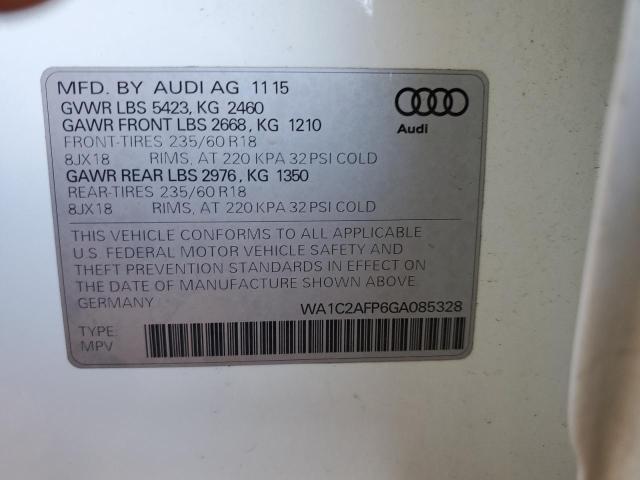 MFD. BY AUDI AG 11 15
GVWR LBS 5423, KG 2460
GAWR FRONT LBS 2668, KG 1210
FRONT-TIRES 235/60 R18
8JX18 RIMS, AT 220 KPA 32 PSI COLD
GAWR REAR LBS 2976, KG 1350
REAR-TIRES 235/60 R18
8JX18 RIMS, AT 220 KPA 32 PSI COLD
Audi
THIS VEHICLE CONFORMS TO ALL APPLICABLE
U.S. FEDERAL MOTOR VEHICLE SAFETY AND
THEFT PREVENTION STANDARDS IN EFFECT ON
THE DATE OF MANUFACTURE SHOWN ABOVE.
GERMANY WA1C2AFP6GA085328
TYPE:
MPV